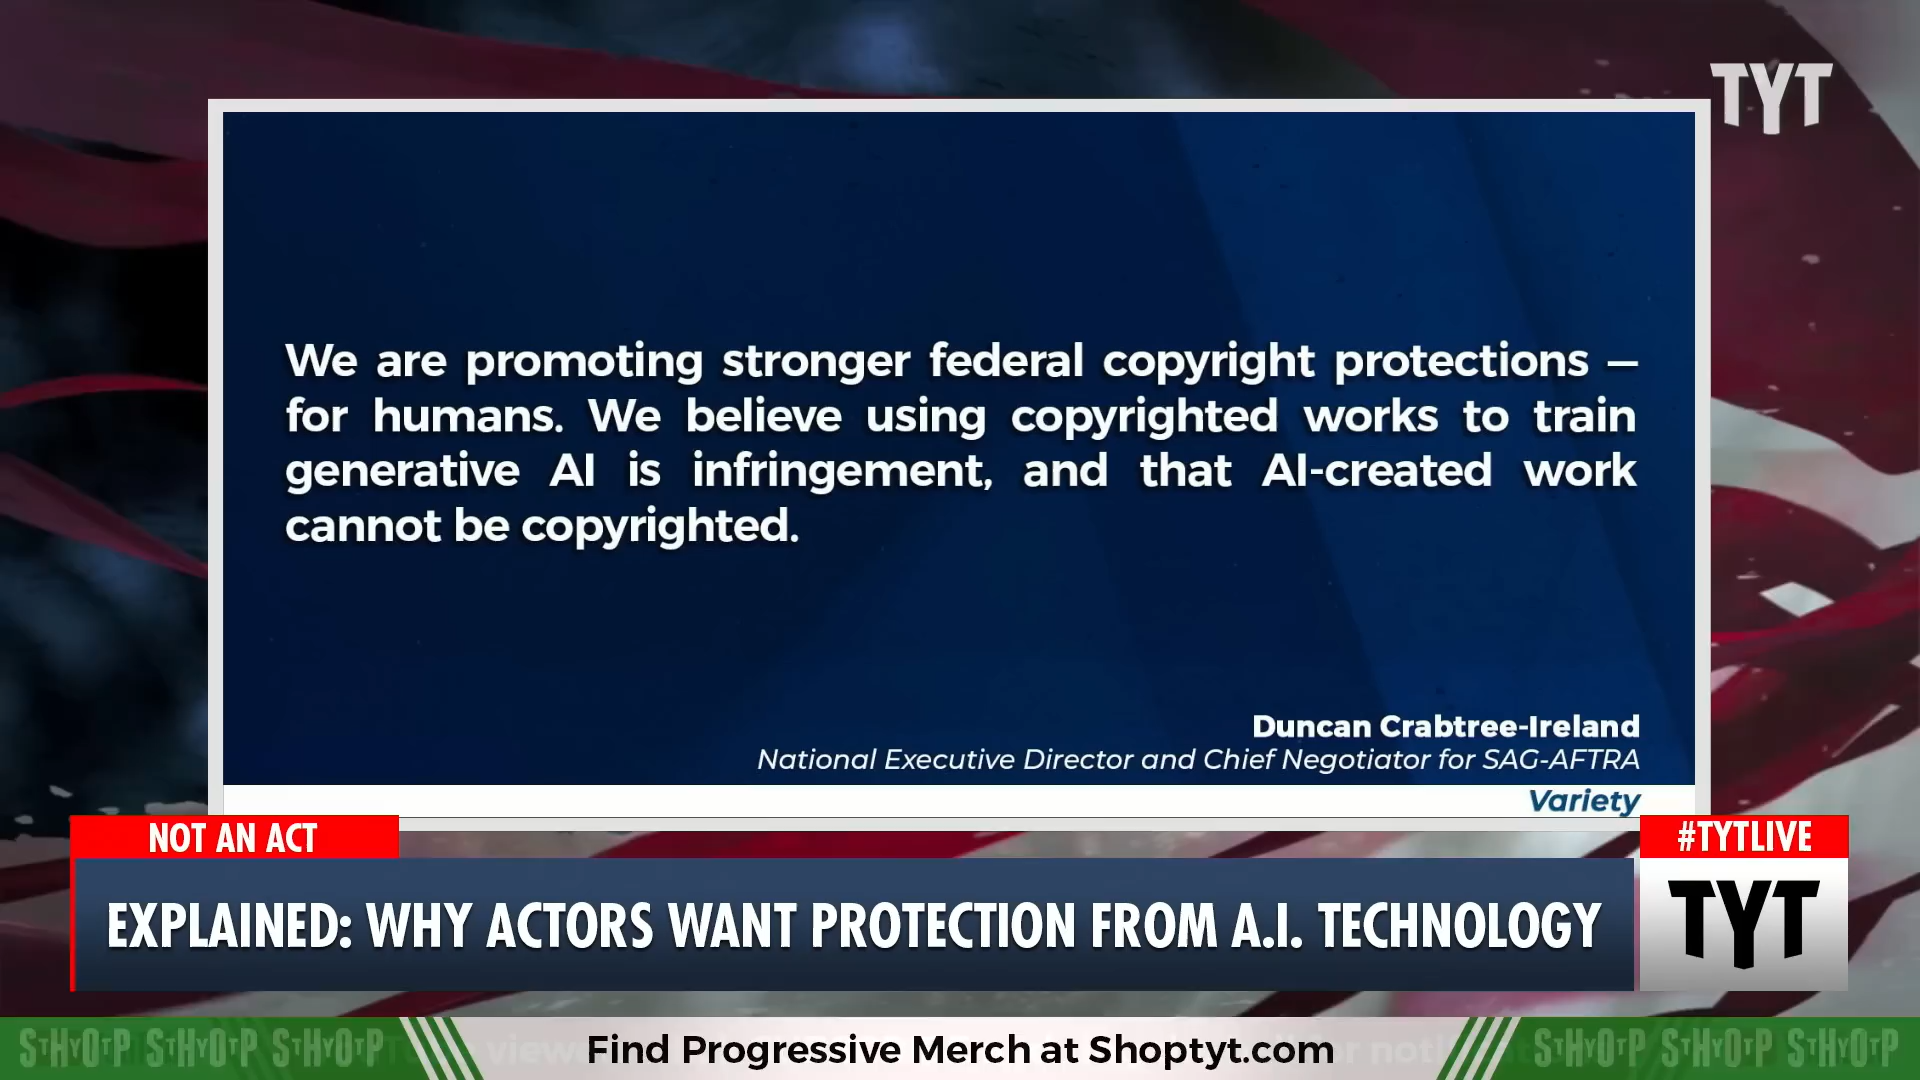 TYT
We are promoting stronger federal copyright protections —
for humans. We believe using copyrighted works to train
generative AI is infringement, and that AI-created work
cannot be copyrighted.
Duncan Crabtree-Ireland
National Executive Director and Chief Negotiator for SAG-AFTRA
Variety
NOT AN ACT
#TYTLIVE
EXPLAINED: WHY ACTORS WANT PROTECTION FROM A.I. TECHNOLOGY
TYT
Find Progressive Merch at Shoptyt.com